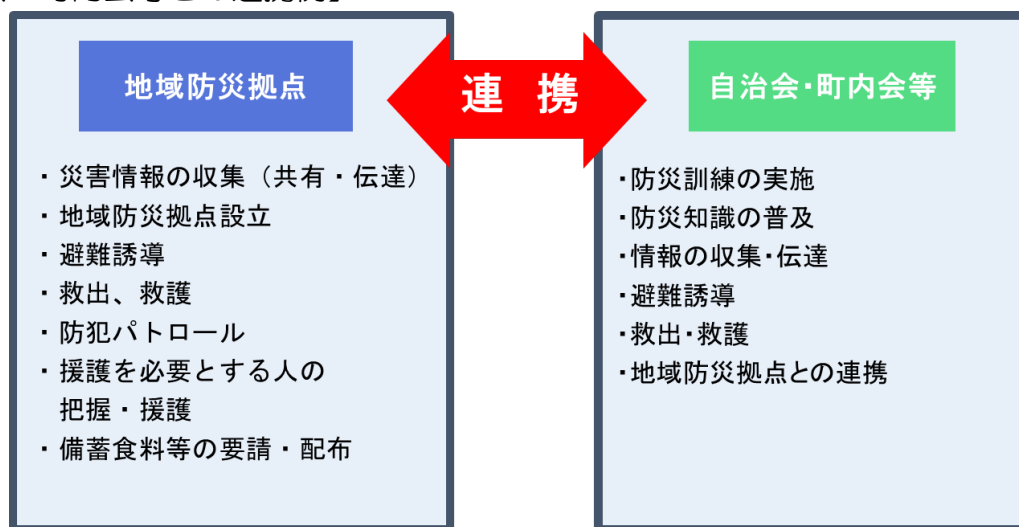 地域防災拠点
・災害情報の収集（共有・伝達）
・地域防災拠点設立
・避難誘導
・救出、救護
・防犯パトロール
・援護を必要とする人の
把握・援護
・備蓄食料等の要請・配布
連 携
自治会・町内会等
・防災訓練の実施
・防災知識の普及
・情報の収集・伝達
・避難誘導
・救出・救護
・地域防災拠点との連携